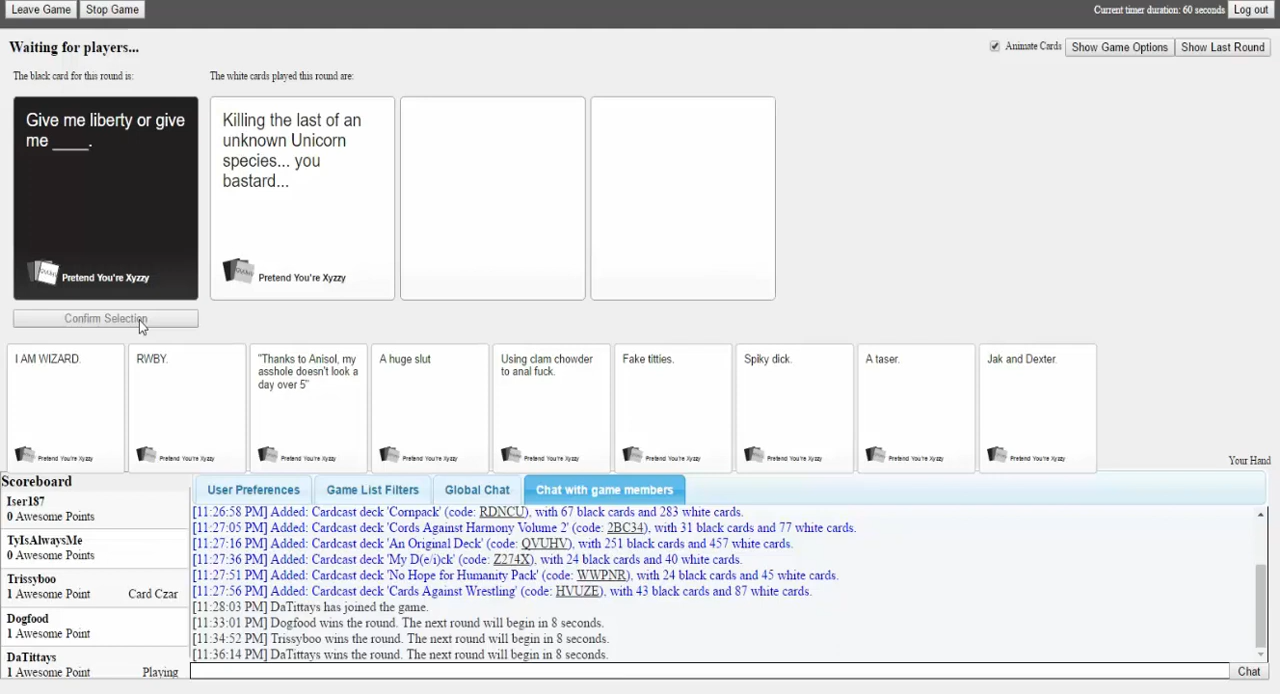 Leave Game Stop Game Current timer duration: 60 seconds Log out
Waiting for players... Animate Cards Show Game Options Show Last Round
The black card for this round is: The white cards played this round are:
Give me liberty or give
me ____.
Pretend You're Xyzzy
Killing the last of an
unknown Unicorn
species... you
bastard...
Pretend You're Xyzzy
Confirm Selection
I AM WIZARD.
Pretend You're Xyzzy
RWBY.
Pretend You're Xyzzy
"Thanks to Anisol, my
asshole doesn't look a
day over 5"
Pretend You're Xyzzy
A huge slut
Pretend You're Xyzzy
Using clam chowder
to anal fuck.
Pretend You're Xyzzy
Fake titties.
Pretend You're Xyzzy
Spiky dick.
Pretend You're Xyzzy
A taser.
Pretend You're Xyzzy
Jak and Dexter.
Pretend You're Xyzzy
Your Hand
Scoreboard
Iser187
0 Awesome Points
TyIsAlwaysMe
0 Awesome Points
Trissyboo
1 Awesome Point Card Czar
Dogfood
1 Awesome Point
DaTittays
1 Awesome Point Playing
User Preferences Game List Filters Global Chat Chat with game members
[11:26:58 PM] Added: Cardcast deck 'Cornpack' (code: RDNCU), with 67 black cards and 283 white cards.
[11:27:05 PM] Added: Cardcast deck 'Cords Against Harmony Volume 2' (code: 2BC34), with 31 black cards and 77 white cards.
[11:27:16 PM] Added: Cardcast deck 'An Original Deck' (code: QVUHV), with 251 black cards and 457 white cards.
[11:27:36 PM] Added: Cardcast deck 'My D(e/i)ck' (code: Z274X), with 24 black cards and 40 white cards.
[11:27:51 PM] Added: Cardcast deck 'No Hope for Humanity Pack' (code: WWPNR), with 24 black cards and 45 white cards.
[11:27:56 PM] Added: Cardcast deck 'Cards Against Wrestling' (code: HVUZE), with 43 black cards and 87 white cards.
[11:28:03 PM] DaTittays has joined the game.
[11:33:01 PM] Dogfood wins the round. The next round will begin in 8 seconds.
[11:34:52 PM] Trissyboo wins the round. The next round will begin in 8 seconds.
[11:36:14 PM] DaTittays wins the round. The next round will begin in 8 seconds.
Chat